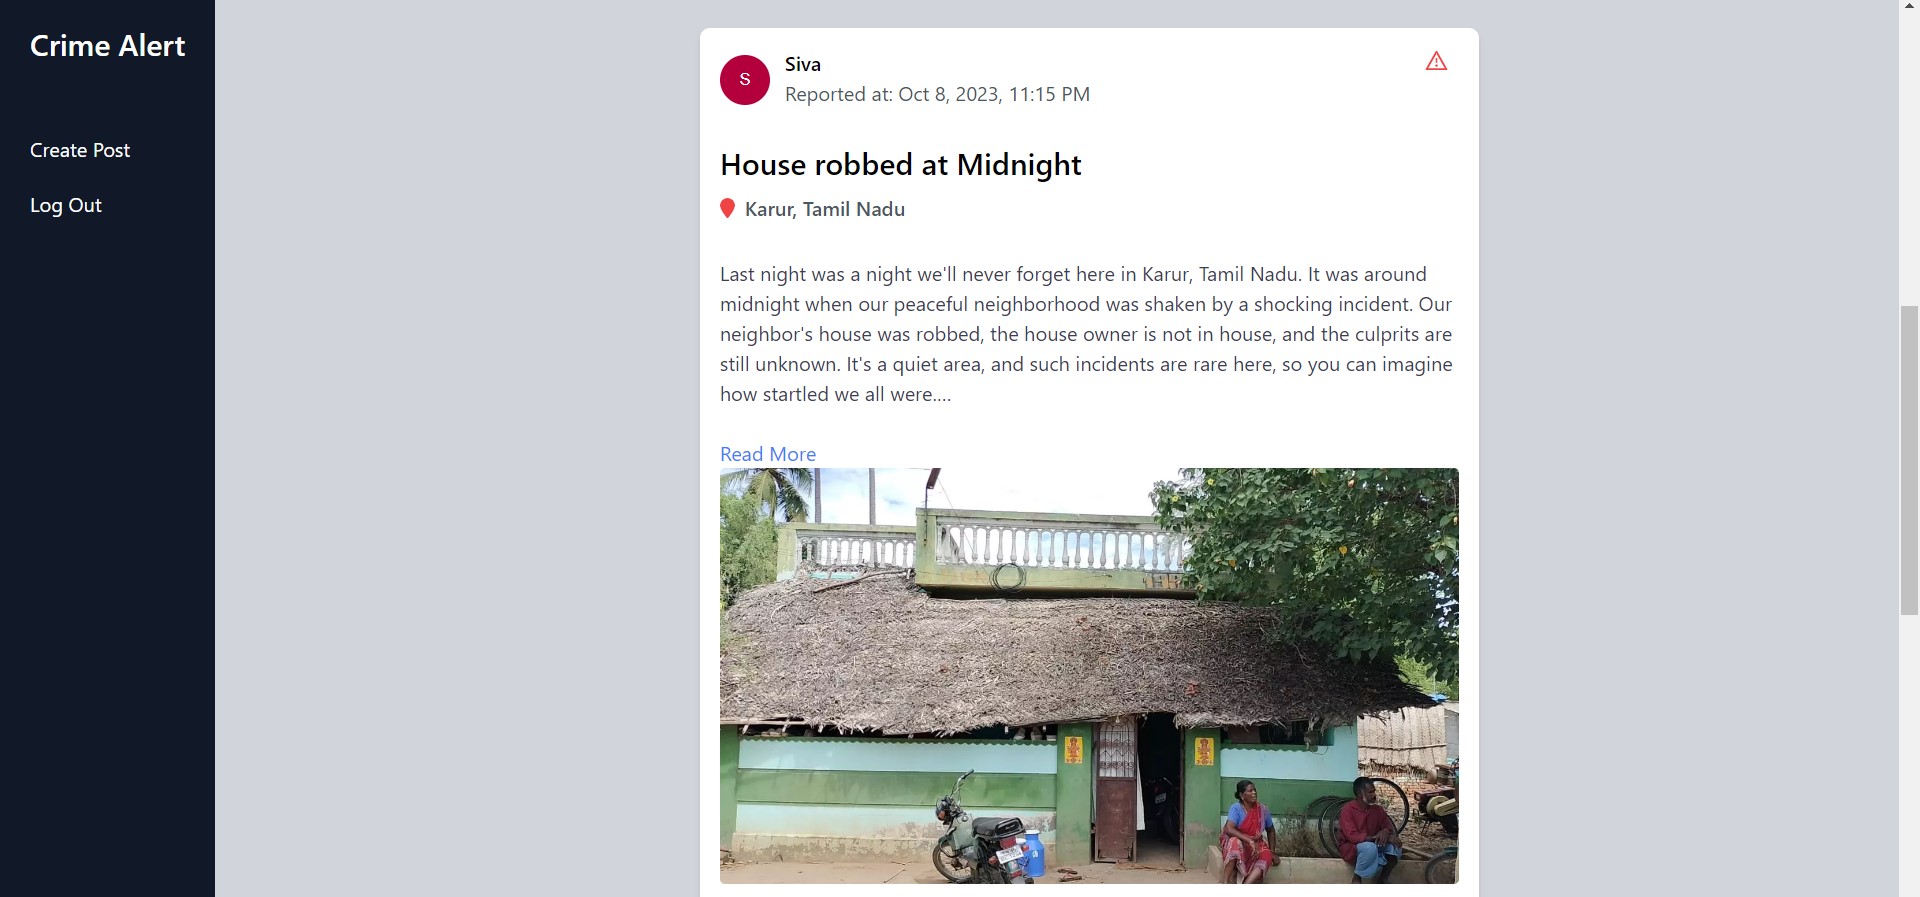 Crime Alert
Create Post
Log Out
S
Siva
Reported at: Oct 8, 2023, 11:15 PM
House robbed at Midnight
Karur, Tamil Nadu
Last night was a night we'll never forget here in Karur, Tamil Nadu. It was around
midnight when our peaceful neighborhood was shaken by a shocking incident. Our
neighbor's house was robbed, the house owner is not in house, and the culprits are
still unknown. It's a quiet area, and such incidents are rare here, so you can imagine
how startled we all were....
Read More